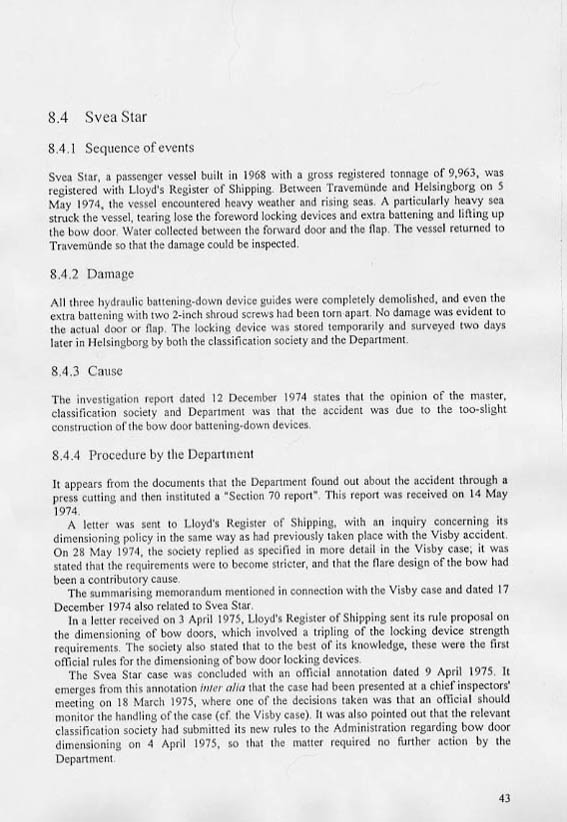 8.4 Svea Star
8.4.1 Sequence of events
Svea Star, a passenger vessel built in 1968 with a gross registered tonnage of 9,963, was
registered with Lloyd's Register of Shipping. Between Travemünde and Helsingborg on 5
May 1974, the vessel encountered heavy weather and rising seas. A particularly heavy sea
struck the vessel, tearing lose the foreword locking devices and extra battening and lifting up
the bow door. Water collected between the forward door and the flap. The vessel returned to
Travemünde so that the damage could be inspected.
8.4.2 Damage
All three hydraulic battening-down device guides were completely demolished, and even the
extra battening with two 2-inch shroud screws had been torn apart. No damage was evident to
the actual door or flap. The locking device was stored temporarily and surveyed two days
later in Helsingborg by both the classification society and the Department.
8.4.3 Cause
The investigation report dated 12 December 1974 states that the opinion of the master,
classification society and Department was that the accident was due to the too-slight
construction of the bow door battening-down devices.
8.4.4 Procedure by the Department
It appears from the documents that the Department found out about the accident through a
press cutting and then instituted a "Section 70 report". This report was received on 14 May
1974.
A letter was sent to Lloyd's Register of Shipping, with an inquiry concerning its
dimensioning policy in the same way as had previously taken place with the Visby accident.
On 28 May 1974, the society replied as specified in more detail in the Visby case; it was
stated that the requirements were to become stricter, and that the flare design of the bow had
been a contributory cause.
The summarising memorandum mentioned in connection with the Visby case and dated 17
December 1974 also related to Svea Star.
In a letter received on 3 April 1975, Lloyd's Register of Shipping sent its rule proposal on
the dimensioning of bow doors, which involved a tripling of the locking device strength
requirements. The society also stated that to the best of its knowledge, these were the first
official rules for the dimensioning of bow door locking devices.
The Svea Star case was concluded with an official annotation dated 9 April 1975. It
emerges from this annotation inter alia that the case had been presented at a chief inspectors'
meeting on 18 March 1975, where one of the decisions taken was that an official should
monitor the handling of the case (cf. the Visby case). It was also pointed out that the relevant
classification society had submitted its new rules to the Administration regarding bow door
dimensioning on 4 April 1975, so that the matter required no further action by the
Department.
43